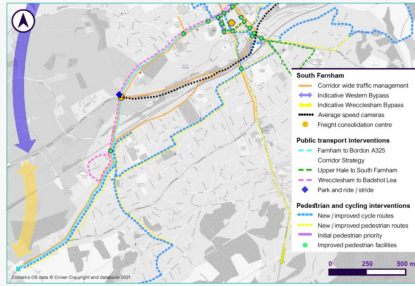 South Farnham
Corridor wide traffic management
Indicative Western Bypass
Indicative Wrecclesham Bypass
Average speed cameras
Freight consolidation centre
Public transport interventions
Farnham to Bordon A325
Corridor Strategy
Upper Hale to South Farnham
Wrecclesham to Badshot Lea
Park and ride / stride
Pedestrian and cycling interventions
New / improved cycle routes
New / improved pedestrian routes
Initial pedestrian priority
Improved pedestrian facilities
0 250 500 m
Contains OS data © Crown Copyright and database 2021